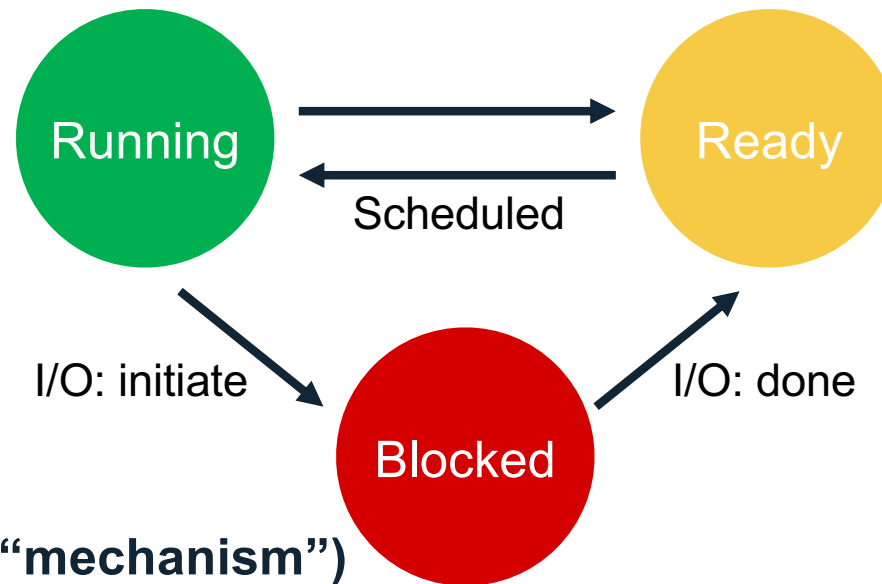 Running
Ready
Scheduled
I/O: initiate
I/O: done
Blocked
“mechanism”)